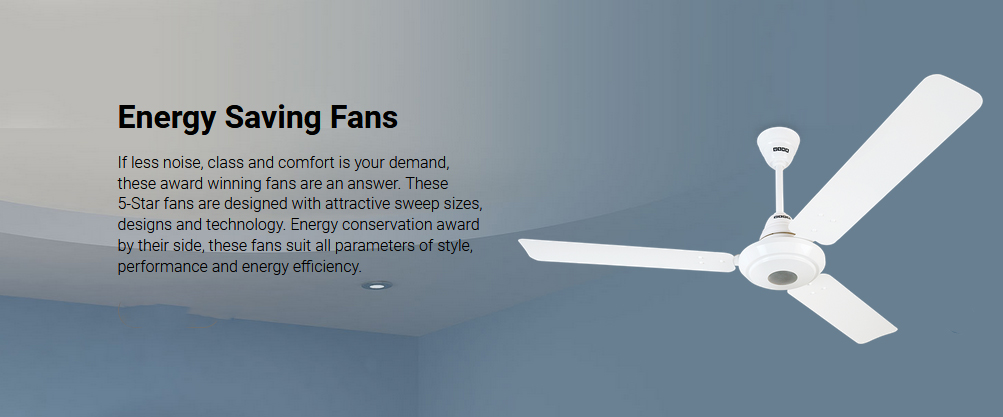 Energy Saving Fans
If less noise, class and comfort is your demand,
these award winning fans are an answer. These
5-Star fans are designed with attractive sweep sizes,
designs and technology. Energy conservation award
by their side, these fans suit all parameters of style,
performance and energy efficiency.